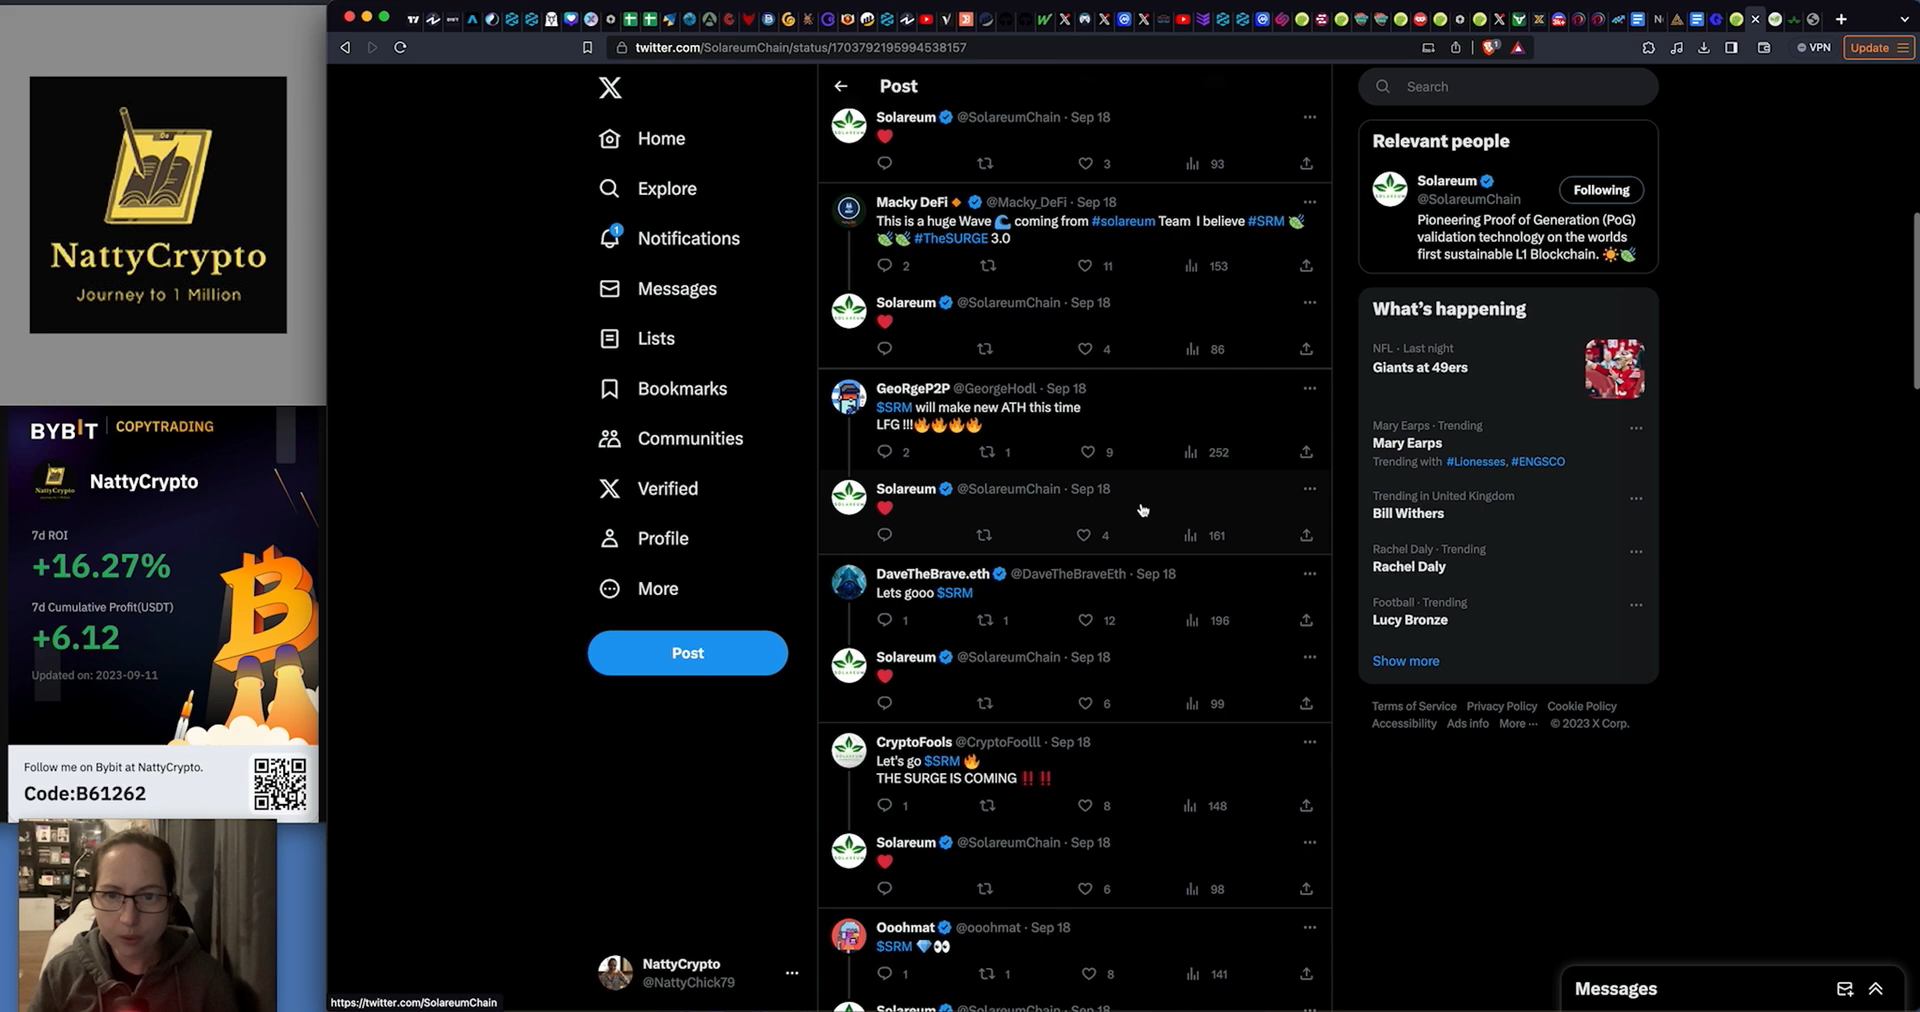 NattyCrypto
Journey to 1 Million
BYBIT | COPYTRADING
NattyCrypto
7d ROI
+16.27%
7d Cumulative Profit(USDT)
+6.12
Updated on: 2023-09-11
Follow me on Bybit at NattyCrypto.
Code:B61262
twitter.com/SolareumChain/status/1703792195994538157
VPN
Update
Home
Explore
1
Notifications
Messages
Lists
Bookmarks
Communities
Verified
Profile
More
Post
NattyCrypto
@NattyChick79
https://twitter.com/SolareumChain
Post
Solareum @SolareumChain · Sep 18
❤️
3 93
Macky DeFi🔸 @Macky_DeFi · Sep 18
This is a huge Wave 🌊 coming from #solareum Team I believe #SRM 🍃
🍃🍃 #TheSURGE 3.0
2 11 153
Solareum @SolareumChain · Sep 18
❤️
4 86
GeoRgeP2P @GeorgeHodl · Sep 18
$SRM will make new ATH this time
LFG !!!🔥🔥🔥🔥
2 1 9 252
Solareum @SolareumChain · Sep 18
❤️
4 161
DaveTheBrave.eth @DaveTheBraveEth · Sep 18
Lets gooo $SRM
1 1 12 196
Solareum @SolareumChain · Sep 18
❤️
6 99
CryptoFools @CryptoFoolll · Sep 18
Let's go $SRM 🔥
THE SURGE IS COMING ‼️ ‼️
1 8 148
Solareum @SolareumChain · Sep 18
❤️
6 98
Ooohmat @ooohmat · Sep 18
$SRM 💎👀
1 1 8 141
Solareum @SolareumChain · Sep 18
Search
Relevant people
Solareum
@SolareumChain
Following
Pioneering Proof of Generation (PoG)
validation technology on the worlds
first sustainable L1 Blockchain. ☀️🍃
What's happening
NFL · Last night
Giants at 49ers
Mary Earps · Trending
Mary Earps
Trending with #Lionesses, #ENGSCO
Trending in United Kingdom
Bill Withers
Rachel Daly · Trending
Rachel Daly
Football · Trending
Lucy Bronze
Show more
Terms of Service Privacy Policy Cookie Policy
Accessibility Ads info More ··· © 2023 X Corp.
Messages